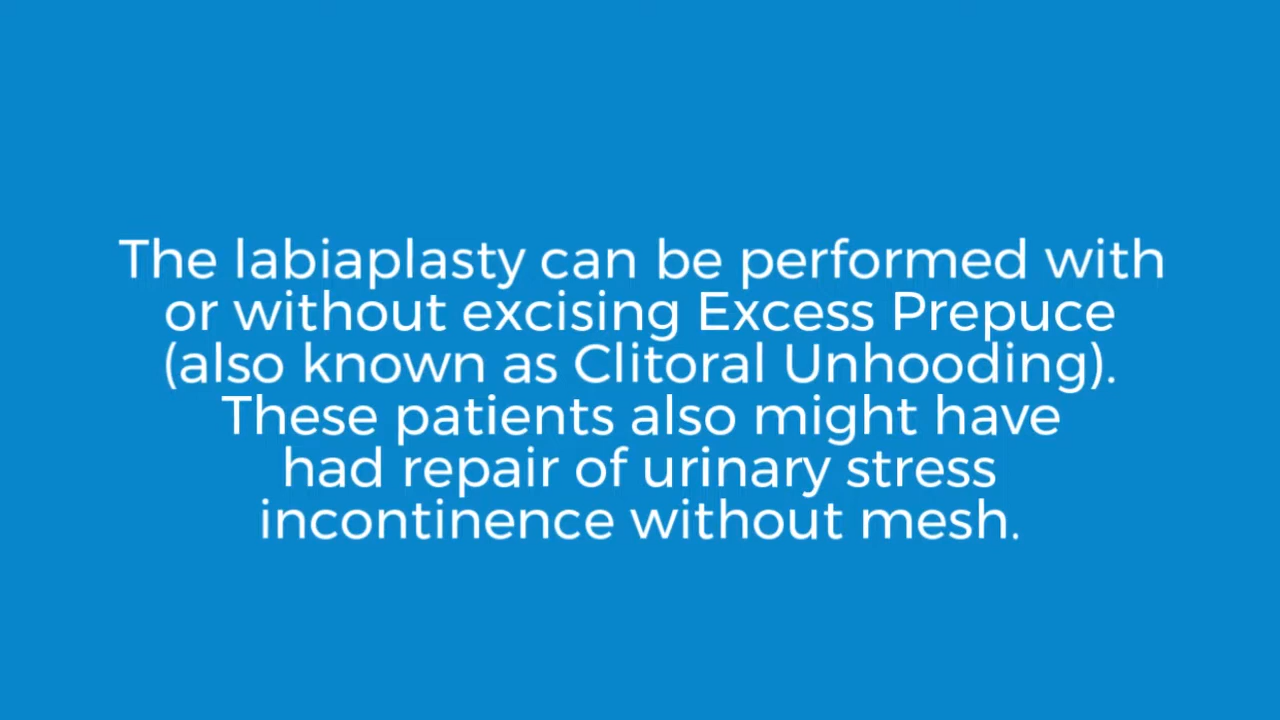 The labiaplasty can be performed with
or without excising Excess Prepuce
(also known as Clitoral Unhooding).
These patients also might have
had repair of urinary stress
incontinence without mesh.